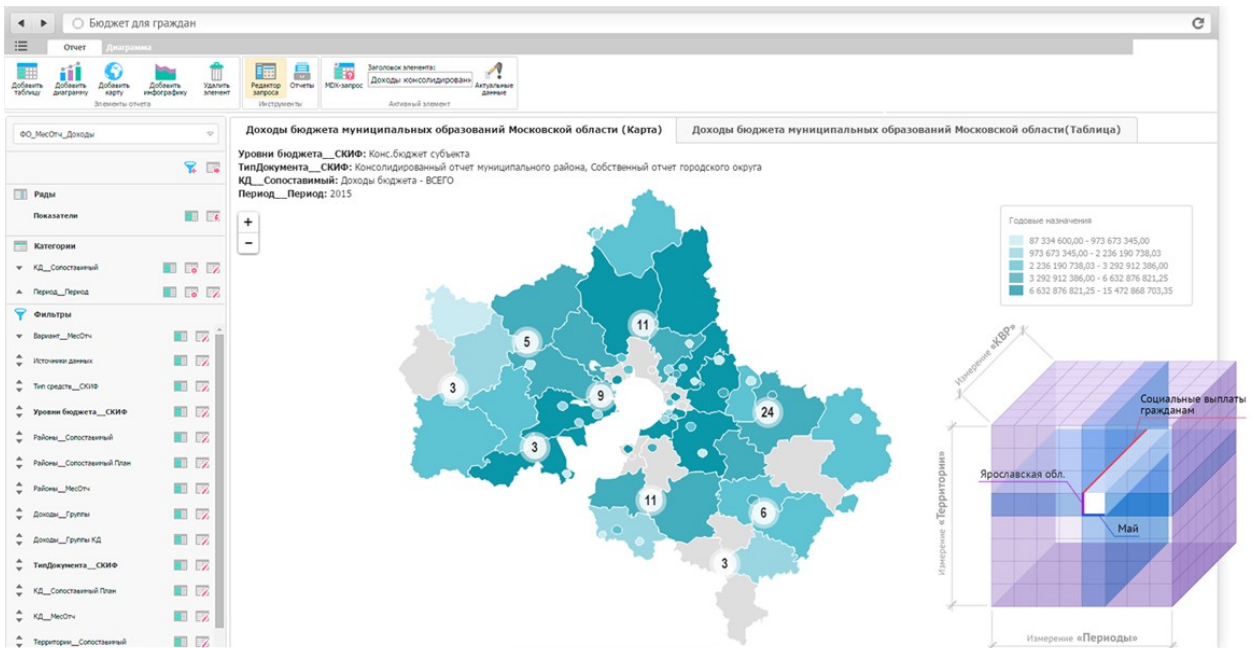 Бюджет для граждан
Отчет Диаграмма
Добавить таблицу
Добавить диаграмму
Добавить карту
Добавить инфографику
Удалить элемент
Элементы отчета
Редактор запроса
Отчеты
Инструменты
MDX-запрос
Заголовок элемента:
Доходы консолидирован
Актуальные данные
Активный элемент
ФО_МесОтч_Доходы
Ряды
Показатели
Категории
КД__Сопоставимый
Период__Период
Фильтры
Вариант__МесОтч
Источники данных
Тип средств__СКИФ
Уровни бюджета__СКИФ
Районы__Сопоставимый
Районы__Сопоставимый План
Районы__МесОтч
Доходы__Группы
Доходы__Группы КД
ТипДокумента__СКИФ
КД__Сопоставимый План
КД__МесОтч
Территории__Сопоставимый
Доходы бюджета муниципальных образований Московской области (Карта)
Доходы бюджета муниципальных образований Московской области(Таблица)
Уровни бюджета__СКИФ: Конс.бюджет субъекта
ТипДокумента__СКИФ: Консолидированный отчет муниципального района, Собственный отчет городского округа
КД__Сопоставимый: Доходы бюджета - ВСЕГО
Период__Период: 2015
+
−
Годовые назначения
87 334 600,00 - 973 673 345,00
973 673 345,00 - 2 236 190 738,03
2 236 190 738,03 - 3 292 912 386,00
3 292 912 386,00 - 6 632 876 821,25
6 632 876 821,25 - 15 472 868 703,35
11
5
3
9
24
3
11
6
3
Измерение «КВР»
Социальные выплаты
гражданам
Ярославская обл.
Май
Измерение «Территории»
Измерение «Периоды»